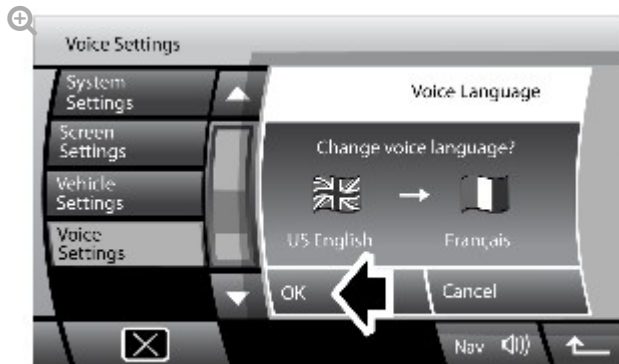 Voice Settings
System
Settings
Screen
Settings
Vehicle
Settings
Voice
Settings
Voice Language
Change voice language?
US English
Français
OK
Cancel
Nav